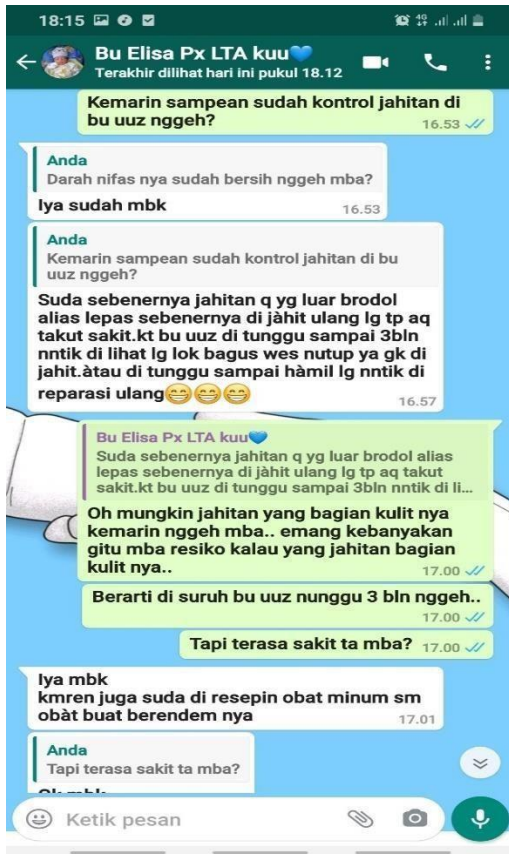 18:15
4G
Bu Elisa Px LTA kuu💙
Terakhir dilihat hari ini pukul 18.12
Kemarin sampean sudah kontrol jahitan di
bu uuz nggeh?
16.53
Anda
Darah nifas nya sudah bersih nggeh mba?
Iya sudah mbk
16.53
Anda
Kemarin sampean sudah kontrol jahitan di bu
uuz nggeh?
Suda sebenernya jahitan q yg luar brodol
alias lepas sebenernya di jàhit ulang lg tp aq
takut sakit.kt bu uuz di tunggu sampai 3bln
nntik di lihat lg lok bagus wes nutup ya gk di
jahit.àtau di tunggu sampai hàmil lg nntik di
reparasi ulang😁😁😁
16.57
Bu Elisa Px LTA kuu💙
Suda sebenernya jahitan q yg luar brodol alias
lepas sebenernya di jàhit ulang lg tp aq takut
sakit.kt bu uuz di tunggu sampai 3bln nntik di li...
Oh mungkin jahitan yang bagian kulit nya
kemarin nggeh mba.. emang kebanyakan
gitu mba resiko kalau yang jahitan bagian
kulit nya..
17.00
Berarti di suruh bu uuz nunggu 3 bln nggeh..
17.00
Tapi terasa sakit ta mba?
17.00
Iya mbk
kmren juga suda di resepin obat minum sm
obàt buat berendem nya
17.01
Anda
Tapi terasa sakit ta mba?
Ketik pesan